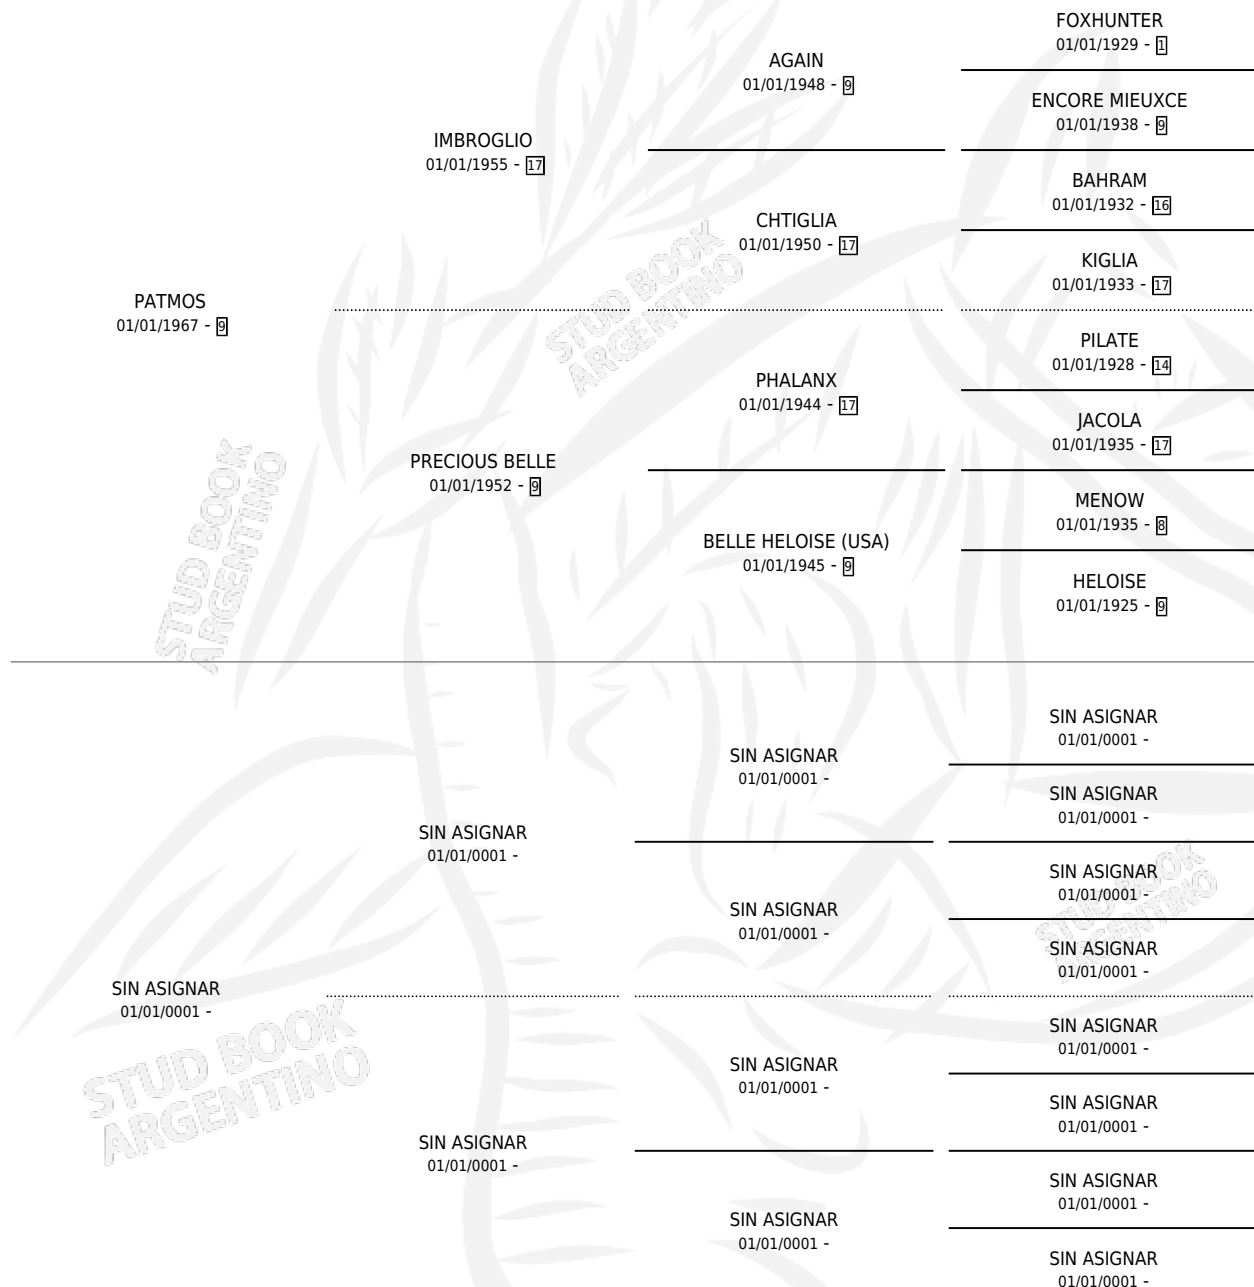 FOXHUNTER
01/01/1929 - 1
AGAIN
01/01/1948 - 9
ENCORE MIEUXCE
01/01/1938 - 9
IMBROGLIO
01/01/1955 - 17
BAHRAM
01/01/1932 - 16
CHTIGLIA
01/01/1950 - 17
KIGLIA
01/01/1933 - 17
PATMOS
01/01/1967 - 9
PILATE
01/01/1928 - 14
PHALANX
01/01/1944 - 17
JACOLA
01/01/1935 - 17
PRECIOUS BELLE
01/01/1952 - 9
MENOW
01/01/1935 - 8
BELLE HELOISE (USA)
01/01/1945 - 9
HELOISE
01/01/1925 - 9
STUD BOOK
ARGENTINO
STUD BOOK
ARGENTINO
SIN ASIGNAR
01/01/0001 -
SIN ASIGNAR
01/01/0001 -
SIN ASIGNAR
01/01/0001 -
SIN ASIGNAR
01/01/0001 -
SIN ASIGNAR
01/01/0001 -
SIN ASIGNAR
01/01/0001 -
SIN ASIGNAR
01/01/0001 -
SIN ASIGNAR
01/01/0001 -
SIN ASIGNAR
01/01/0001 -
SIN ASIGNAR
01/01/0001 -
SIN ASIGNAR
01/01/0001 -
SIN ASIGNAR
01/01/0001 -
SIN ASIGNAR
01/01/0001 -
SIN ASIGNAR
01/01/0001 -
SIN ASIGNAR
01/01/0001 -
STUD BOOK
ARGENTINO
STUD BOOK
ARGENTINO